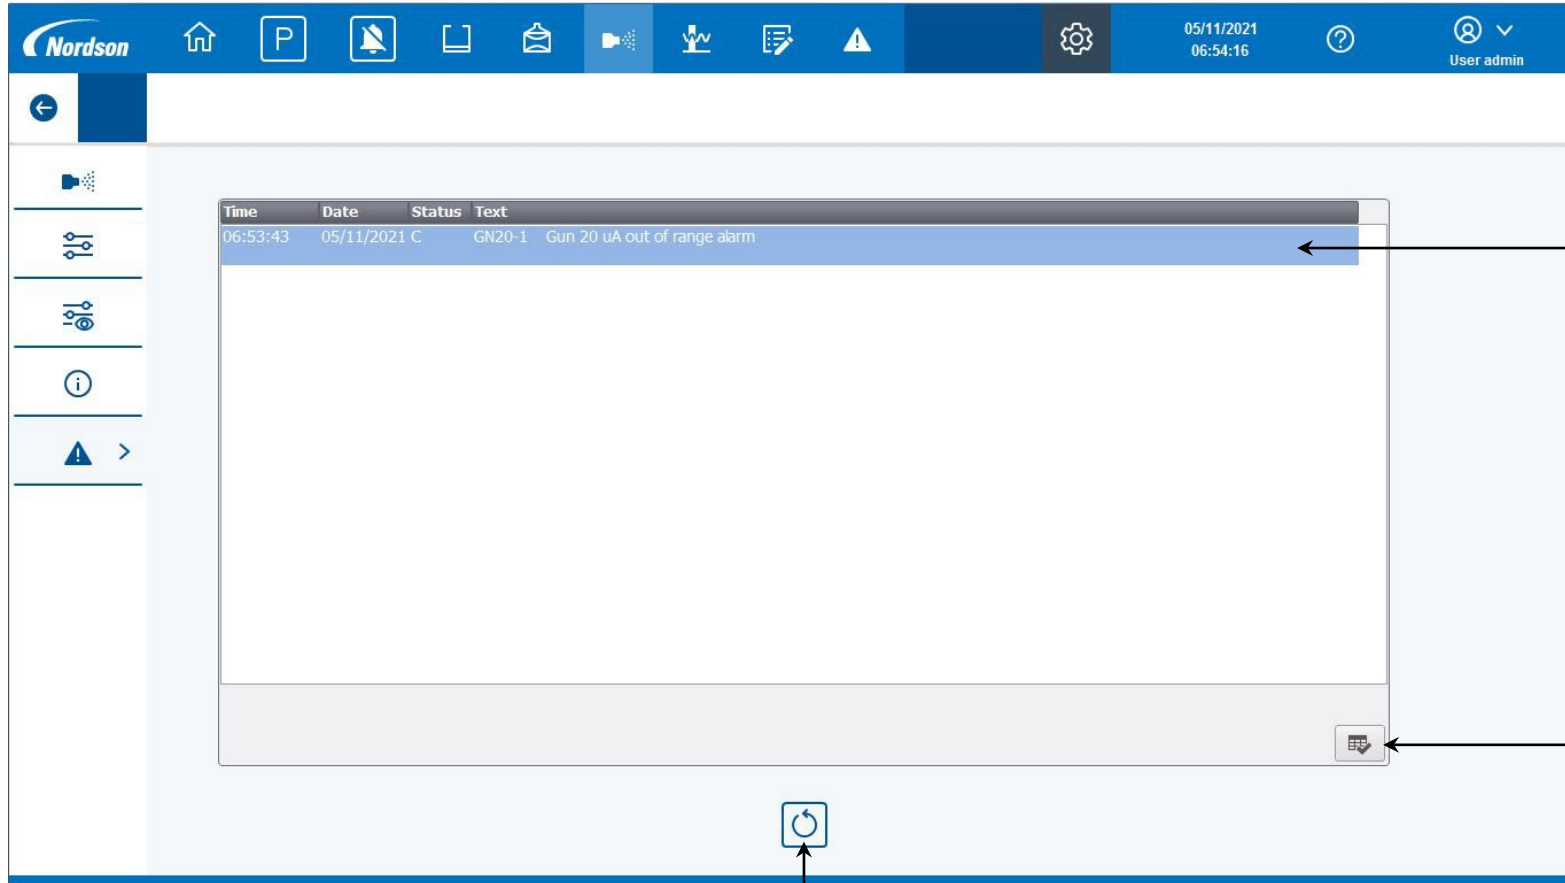 Nordson
P
05/11/2021
06:54:16
User admin
Time Date Status Text
06:53:43 05/11/2021 C GN20-1 Gun 20 uA out of range alarm